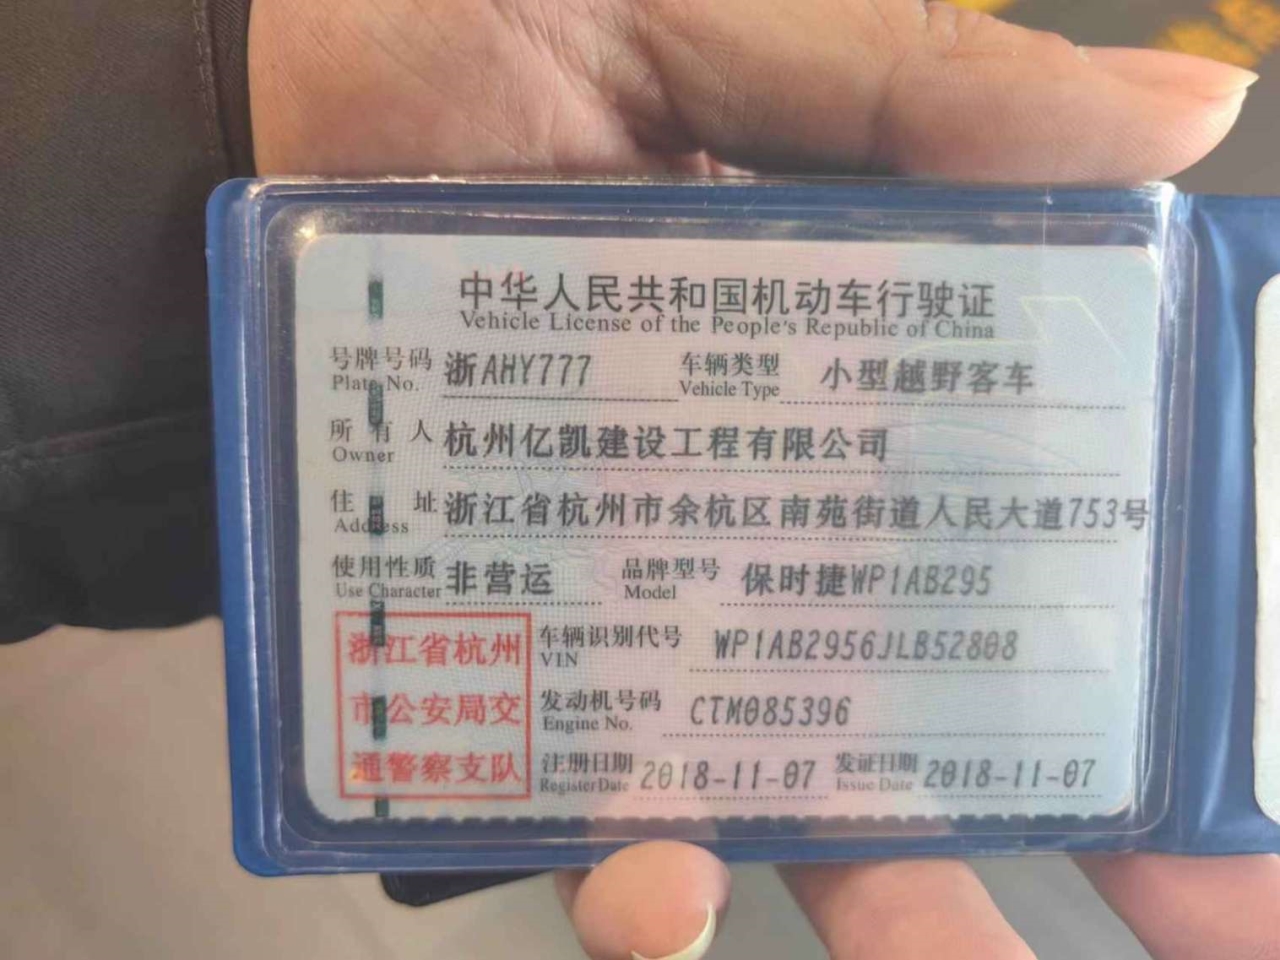 中华人民共和国机动车行驶证
Vehicle License of the People's Republic of China
号牌号码 浙AHY777 车辆类型 小型越野客车
Plate No. Vehicle Type
所有人 杭州亿凯建设工程有限公司
Owner
住址 浙江省杭州市余杭区南苑街道人民大道753号
Address
使用性质 非营运 品牌型号 保时捷WP1AB295
Use Character Model
浙江省杭州 车辆识别代号 WP1AB2956JLB52808
VIN
市公安局交 发动机号码 CTM085396
Engine No.
通警察支队 注册日期 2018-11-07 发证日期 2018-11-07
Register Date Issue Date